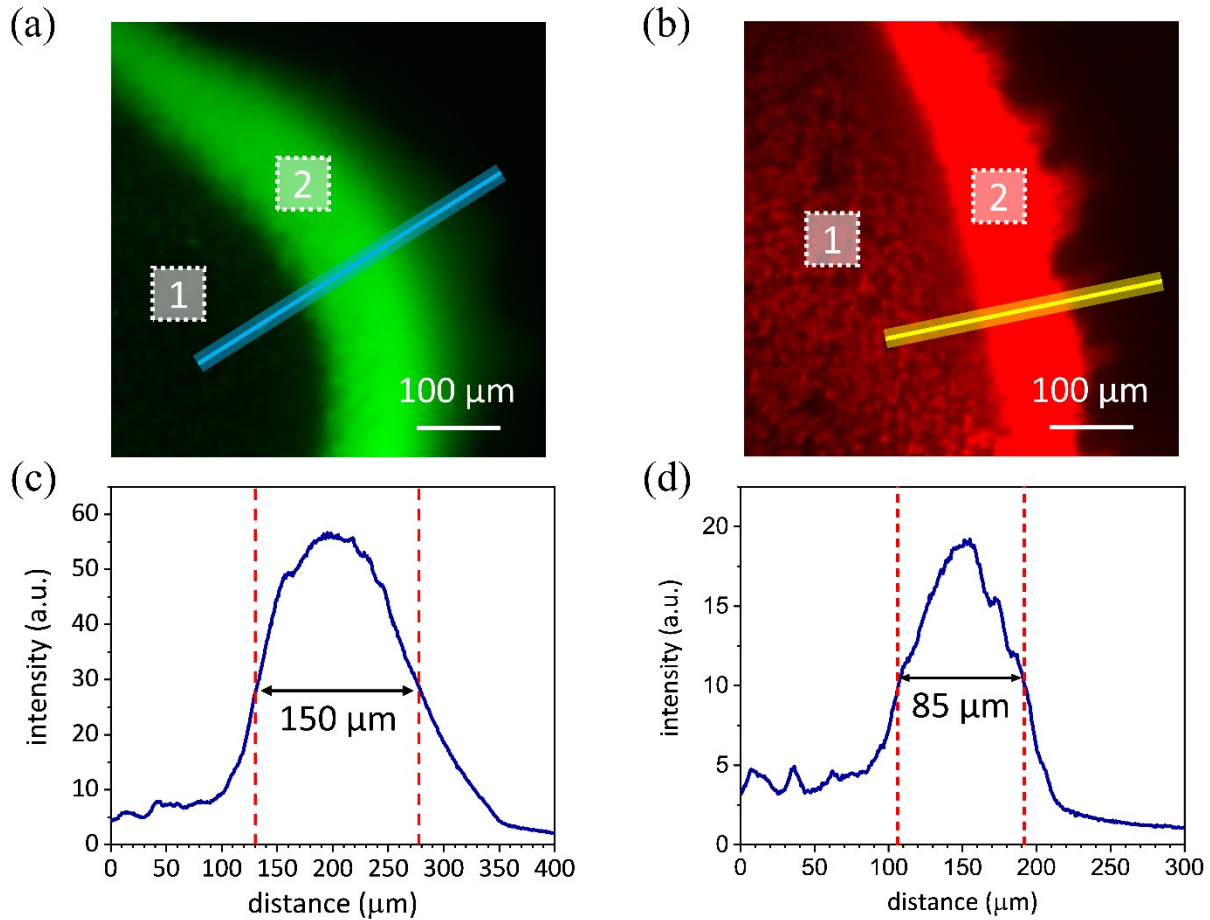 (a)
(b)
2
1
100 µm
2
1
100 µm
(c)
(d)
60
50
40
30
20
10
0
intensity (a.u.)
150 µm
0 50 100 150 200 250 300 350 400
distance (µm)
20
15
10
5
0
intensity (a.u.)
85 µm
0 50 100 150 200 250 300
distance (µm)